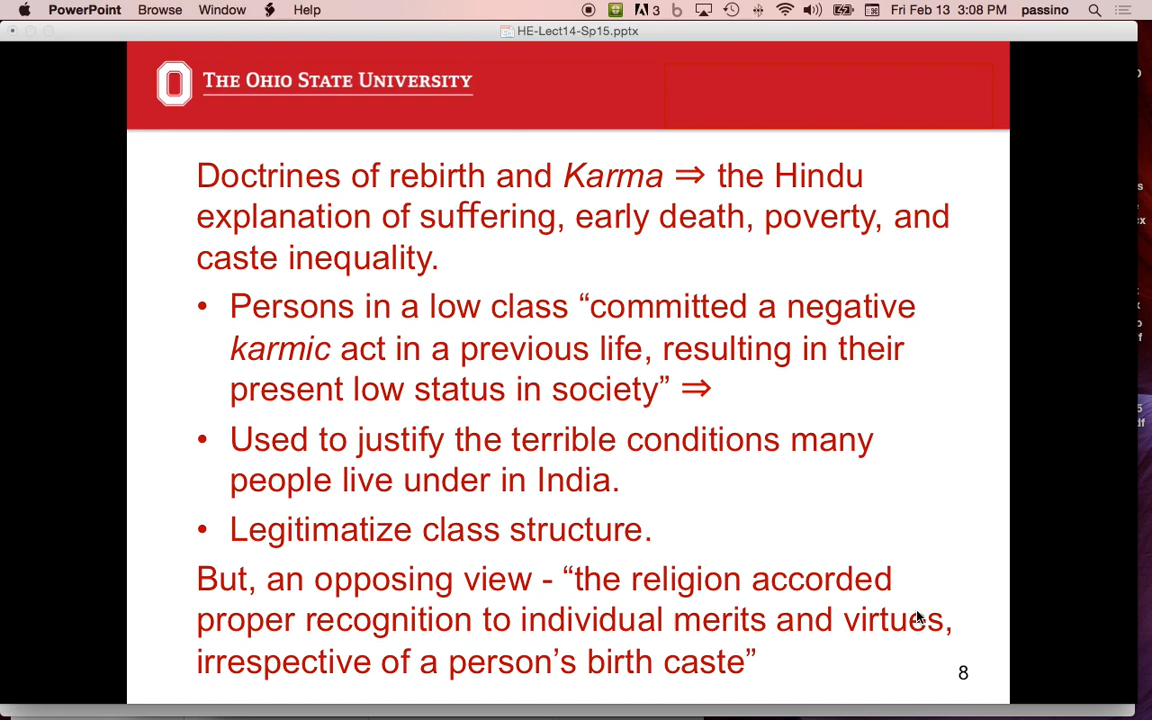 PowerPoint Browse Window Help 3 Fri Feb 13 3:08 PM passino
HE-Lect14-Sp15.pptx
THE OHIO STATE UNIVERSITY
Doctrines of rebirth and Karma ⇒ the Hindu
explanation of suffering, early death, poverty, and
caste inequality.
• Persons in a low class “committed a negative
karmic act in a previous life, resulting in their
present low status in society” ⇒
• Used to justify the terrible conditions many
people live under in India.
• Legitimatize class structure.
But, an opposing view - “the religion accorded
proper recognition to individual merits and virtues,
irrespective of a person’s birth caste”
8